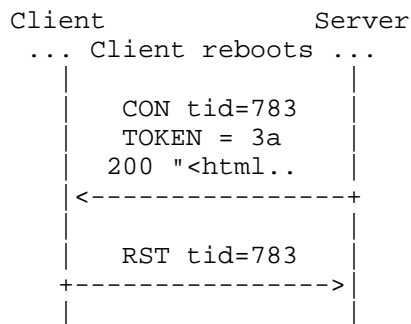 Client Server
... Client reboots ...
CON tid=783
TOKEN = 3a
200 "<html..
<----------------+
RST tid=783
+---------------->